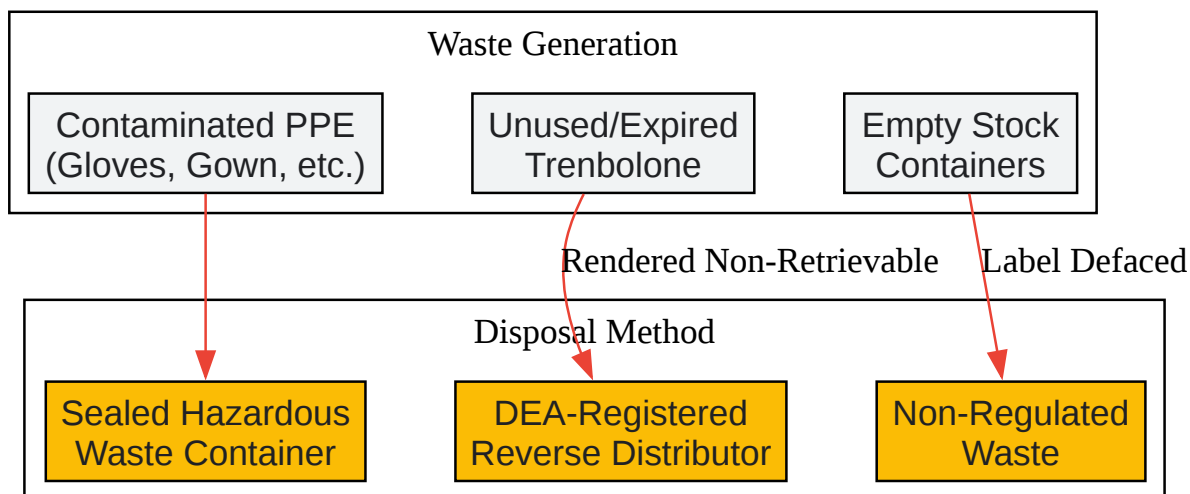 Waste Generation
Contaminated PPE
(Gloves, Gown, etc.)
Unused/Expired
Trenbolone
Empty Stock
Containers
Rendered Non-Retrievable
Label Defaced
Disposal Method
Sealed Hazardous
Waste Container
DEA-Registered
Reverse Distributor
Non-Regulated
Waste